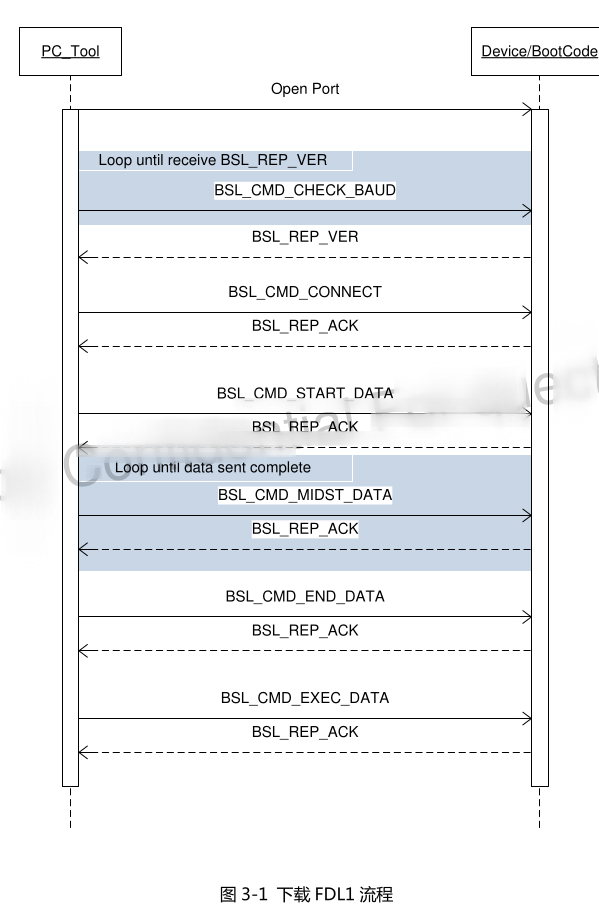 PC_Tool
Device/BootCode
Open Port
Loop until receive BSL_REP_VER
BSL_CMD_CHECK_BAUD
BSL_REP_VER
BSL_CMD_CONNECT
BSL_REP_ACK
BSL_CMD_START_DATA
BSL_REP_ACK
Confidential For
Loop until data sent complete
BSL_CMD_MIDST_DATA
BSL_REP_ACK
BSL_CMD_END_DATA
BSL_REP_ACK
BSL_CMD_EXEC_DATA
BSL_REP_ACK
图 3-1 下载 FDL1 流程